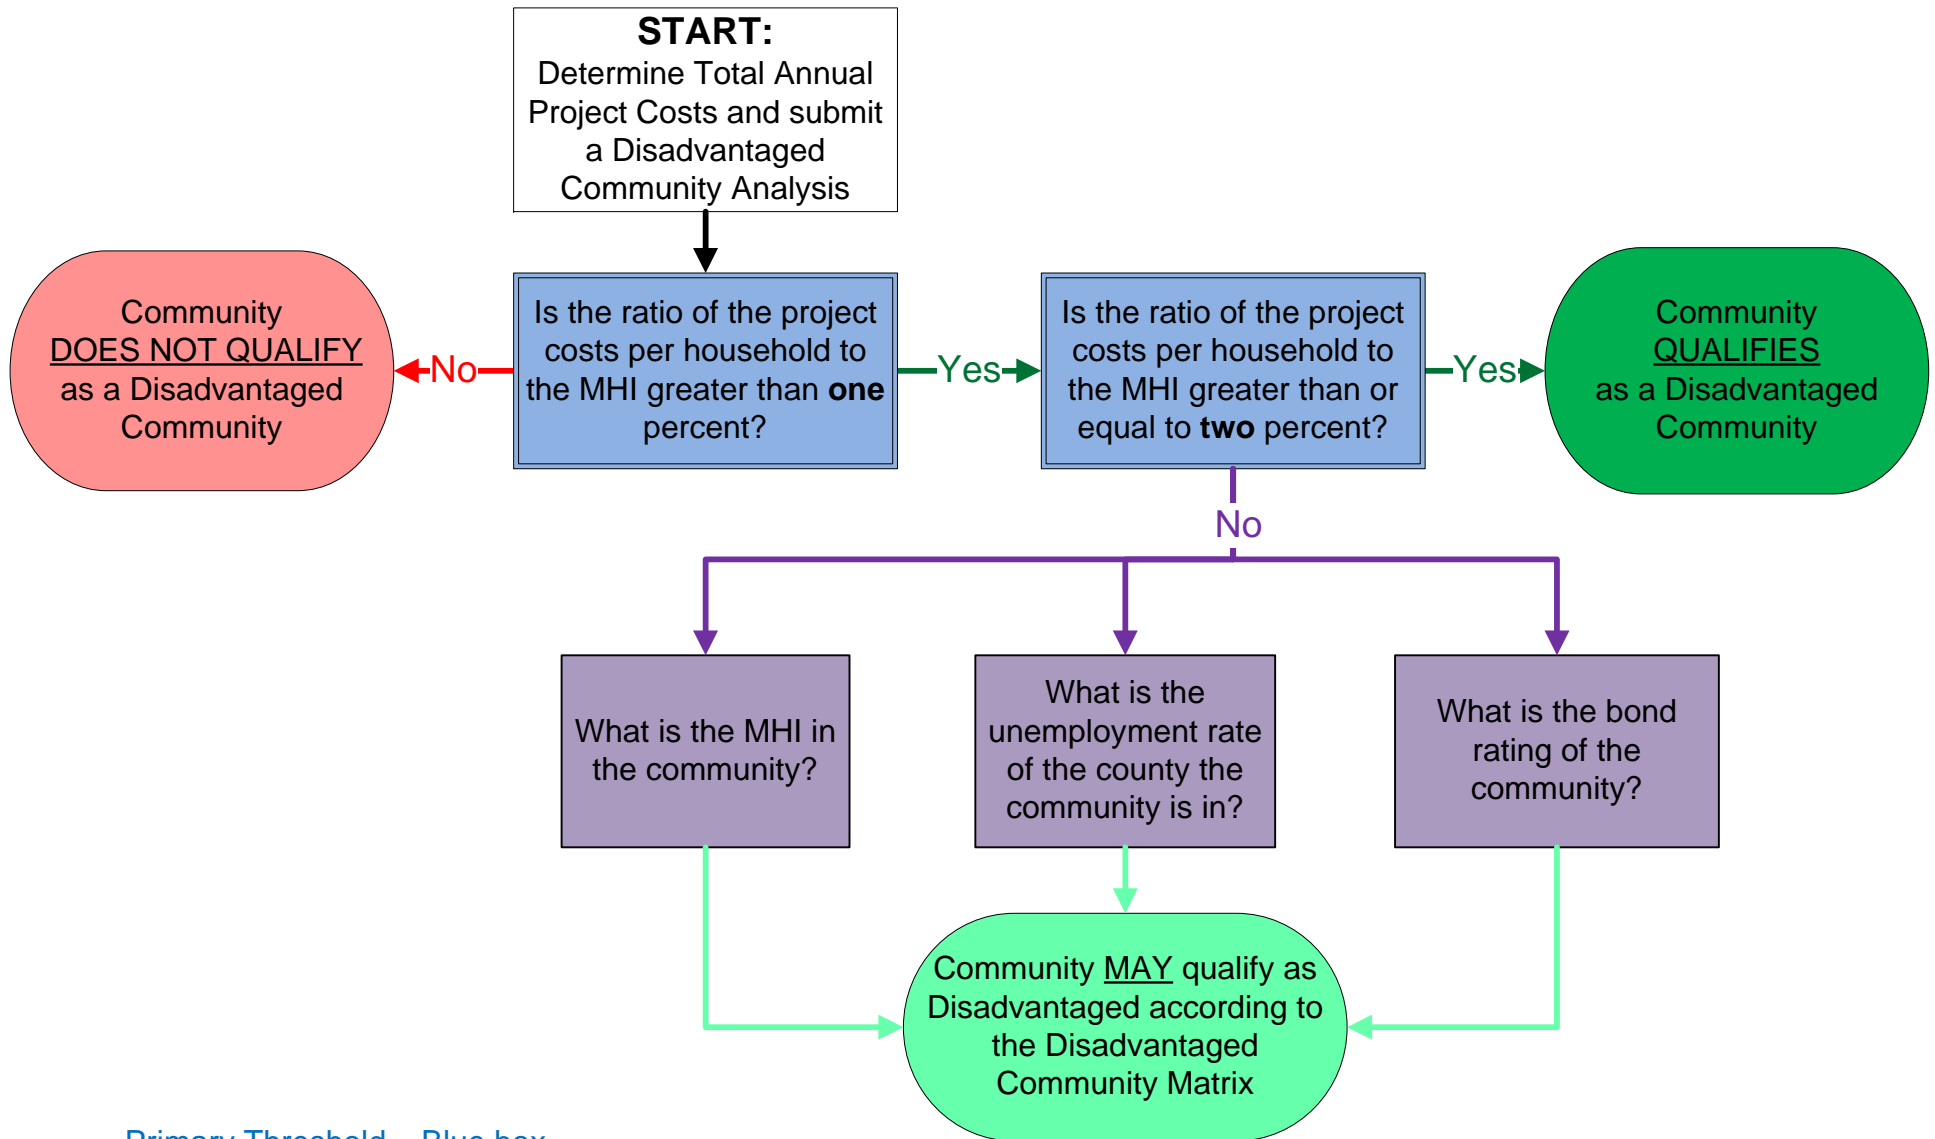 START:
Determine Total Annual
Project Costs and submit
a Disadvantaged
Community Analysis
Community
DOES NOT QUALIFY
as a Disadvantaged
Community
No
Is the ratio of the project
costs per household to
the MHI greater than one
percent?
Yes
Is the ratio of the project
costs per household to
the MHI greater than or
equal to two percent?
Yes
Community
QUALIFIES
as a Disadvantaged
Community
No
What is the MHI in
the community?
What is the
unemployment rate
of the county the
community is in?
What is the bond
rating of the
community?
Community MAY qualify as
Disadvantaged according to
the Disadvantaged
Community Matrix
Primary Threshold – Blue box